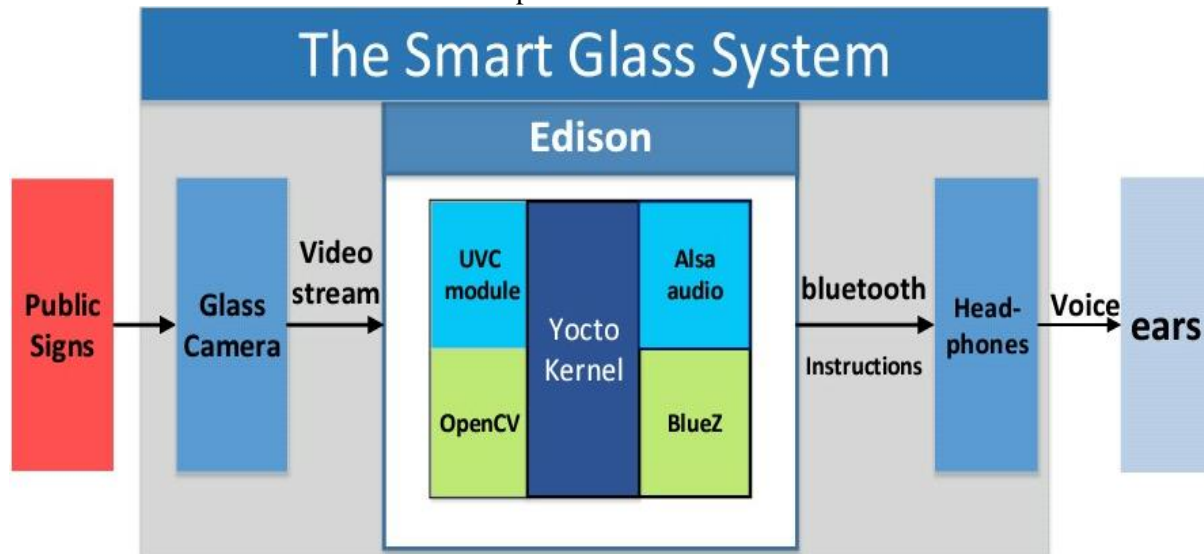 The Smart Glass System
Edison
Public
Signs
Glass
Camera
Video
stream
UVC
module
OpenCV
Yocto
Kernel
Alsa
audio
BlueZ
bluetooth
Instructions
Head-
phones
Voice
ears